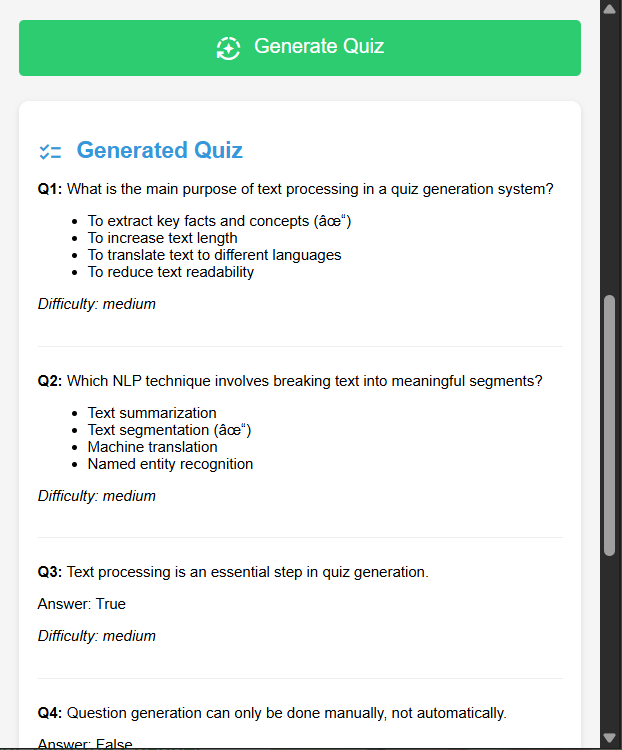 Generate Quiz
Generated Quiz
Q1: What is the main purpose of text processing in a quiz generation system?
To extract key facts and concepts (âœ“)
To increase text length
To translate text to different languages
To reduce text readability
Difficulty: medium
Q2: Which NLP technique involves breaking text into meaningful segments?
Text summarization
Text segmentation (âœ“)
Machine translation
Named entity recognition
Difficulty: medium
Q3: Text processing is an essential step in quiz generation.
Answer: True
Difficulty: medium
Q4: Question generation can only be done manually, not automatically.
Answer: False